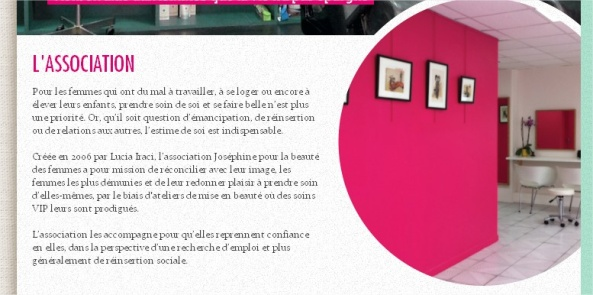 L'ASSOCIATION
Pour les femmes qui ont du mal à travailler, à se loger ou encore à
élever leurs enfants, prendre soin de soi et se faire belle n'est plus
une priorité. Or, qu'il soit question d'émancipation, de réinsertion
ou de relations aux autres, l'estime de soi est indispensable.
Créée en 2006 par Lucia Iraci, l'association Joséphine pour la beauté
des femmes a pour mission de réconcilier avec leur image, les
femmes les plus démunies et de leur redonner plaisir à prendre soin
d'elles-mêmes, par le biais d'ateliers de mise en beauté où des soins
VIP leurs sont prodigués.
L'association les accompagne pour qu'elles reprennent confiance
en elles, dans la perspective d'une recherche d'emploi et plus
généralement de réinsertion sociale.